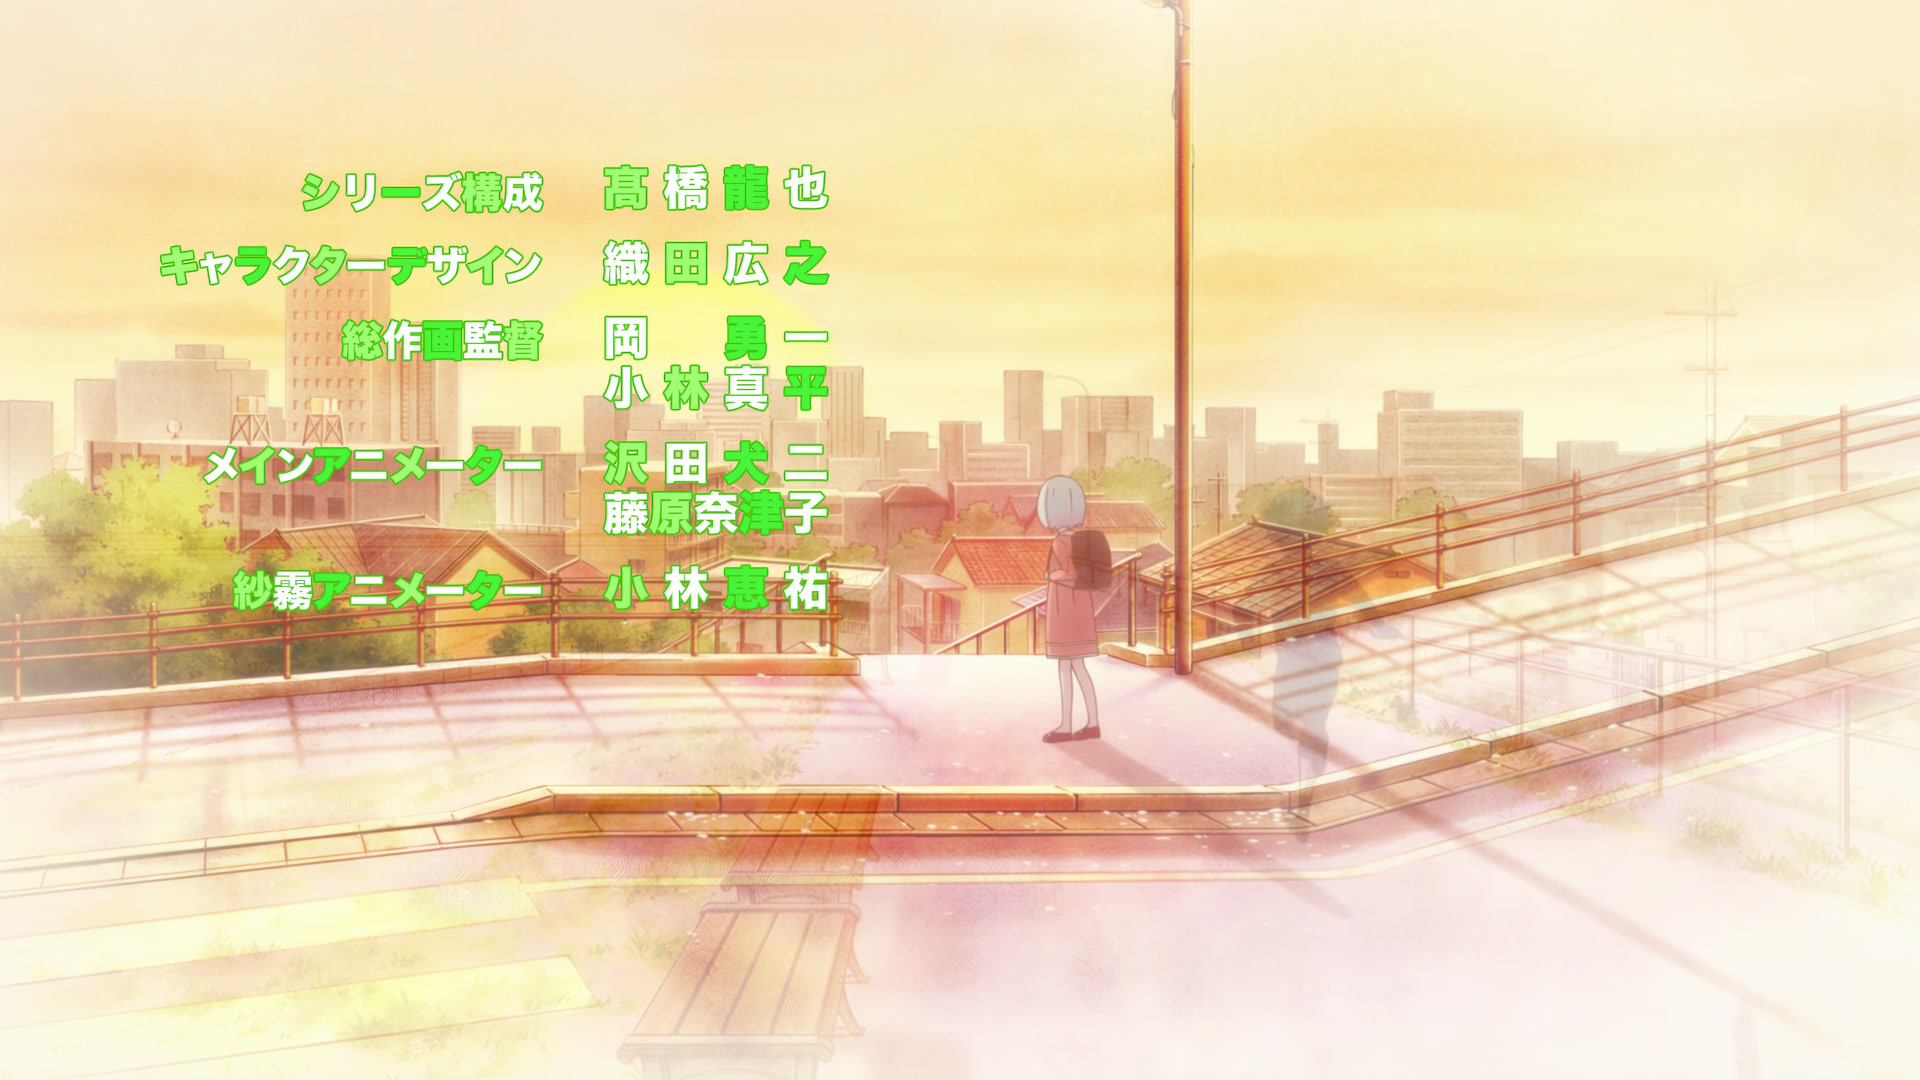 シリーズ構成 髙橋龍也
キャラクターデザイン 織田広之
総作画監督 岡 勇一
小林真平
メインアニメーター 沢田犬二
藤原奈津子
紗霧アニメーター 小林恵祐